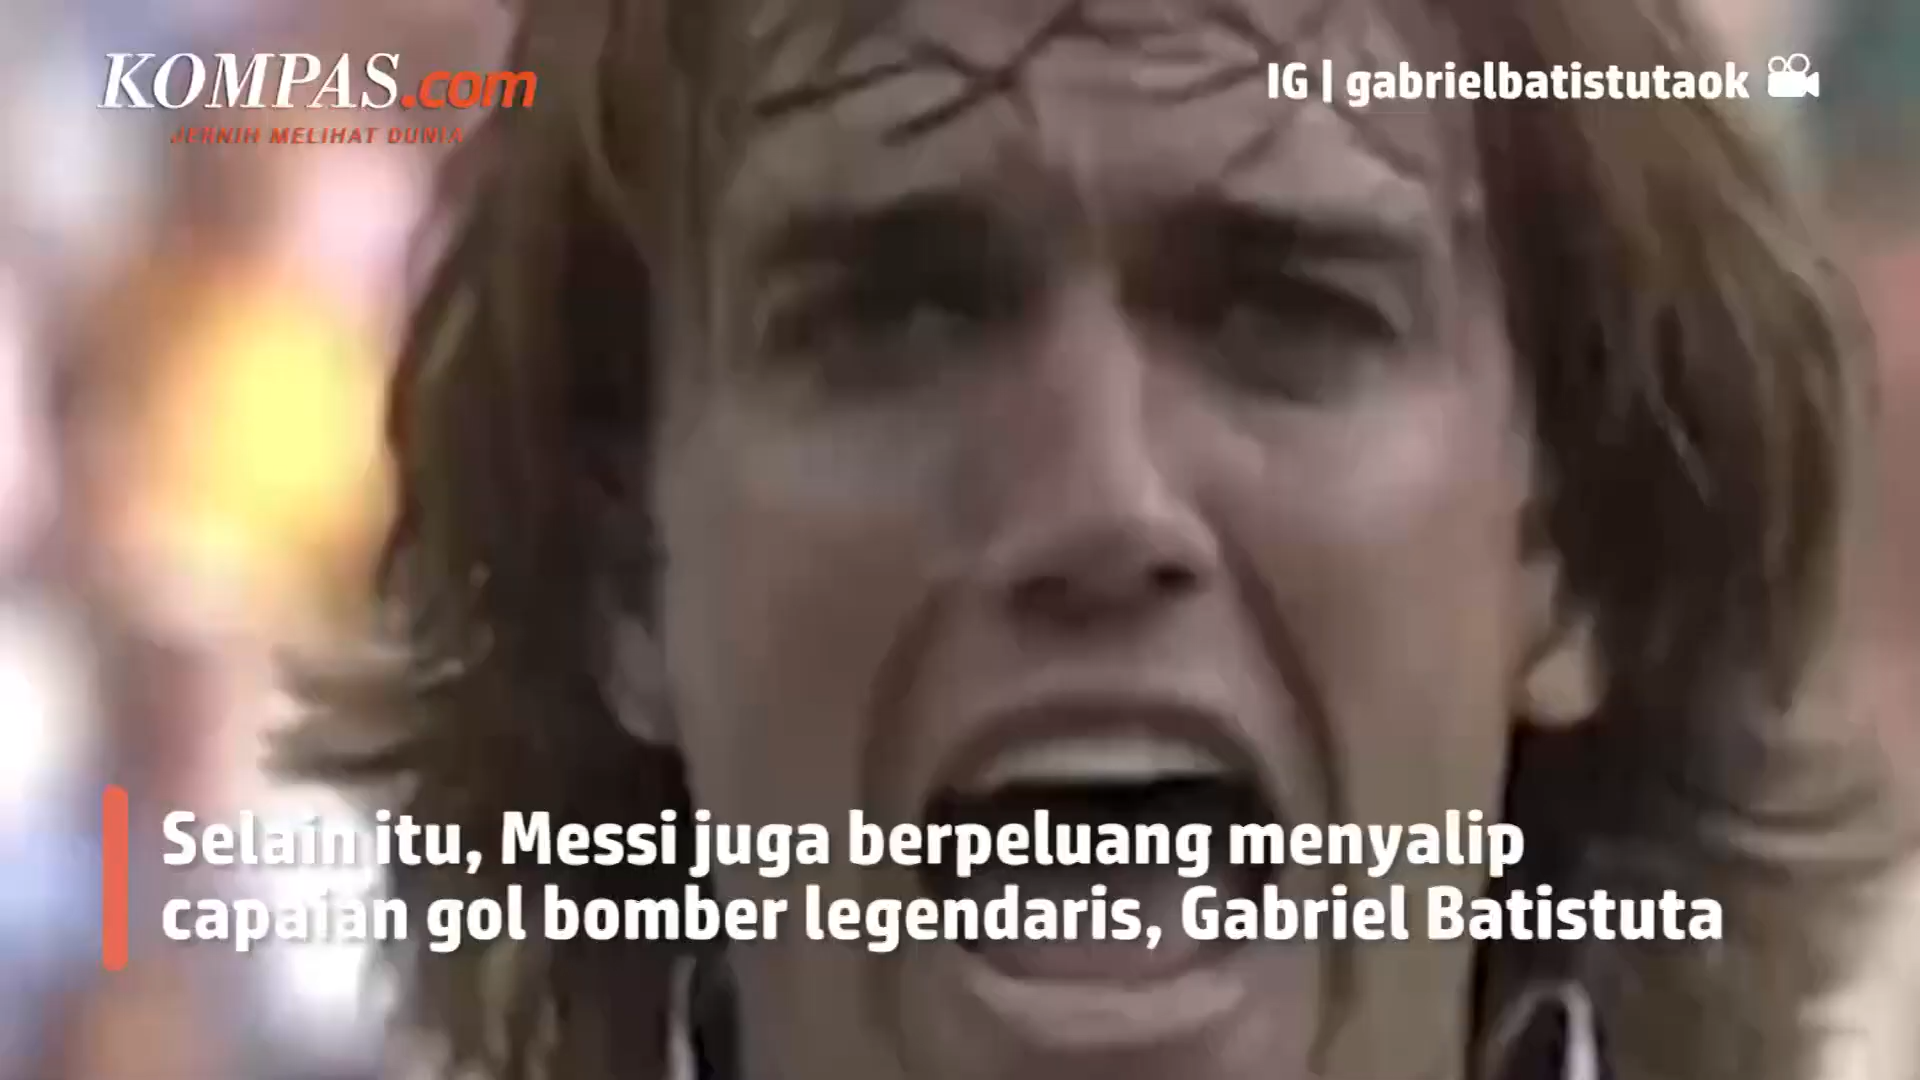 KOMPAS.com
JERNIH MELIHAT DUNIA
IG | gabrielbatistutaok
Selain itu, Messi juga berpeluang menyalip
capaian gol bomber legendaris, Gabriel Batistuta